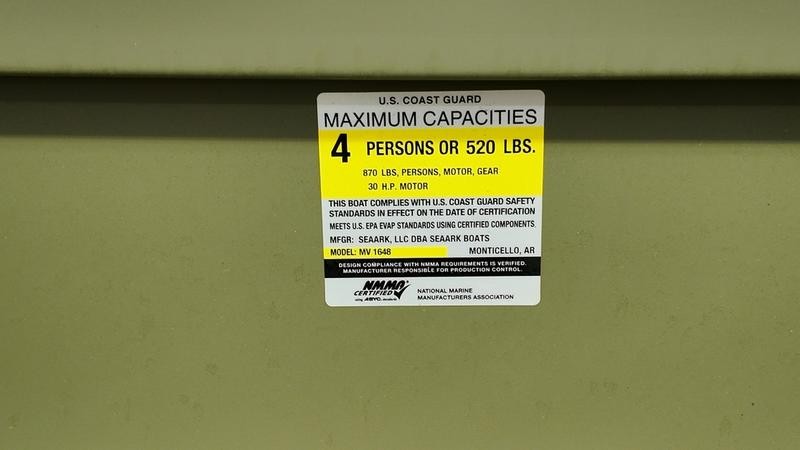 U.S. COAST GUARD
MAXIMUM CAPACITIES
4 PERSONS OR 520 LBS.
870 LBS, PERSONS, MOTOR, GEAR
30 H.P. MOTOR
THIS BOAT COMPLIES WITH U.S. COAST GUARD SAFETY
STANDARDS IN EFFECT ON THE DATE OF CERTIFICATION
MEETS U.S. EPA EVAP STANDARDS USING CERTIFIED COMPONENTS.
MFGR: SEAARK, LLC DBA SEAARK BOATS
MODEL: MV 1648 MONTICELLO, AR
DESIGN COMPLIANCE WITH NMMA REQUIREMENTS IS VERIFIED.
MANUFACTURER RESPONSIBLE FOR PRODUCTION CONTROL.
NMMA
CERTIFIED
using ABYC standards
NATIONAL MARINE
MANUFACTURERS ASSOCIATION